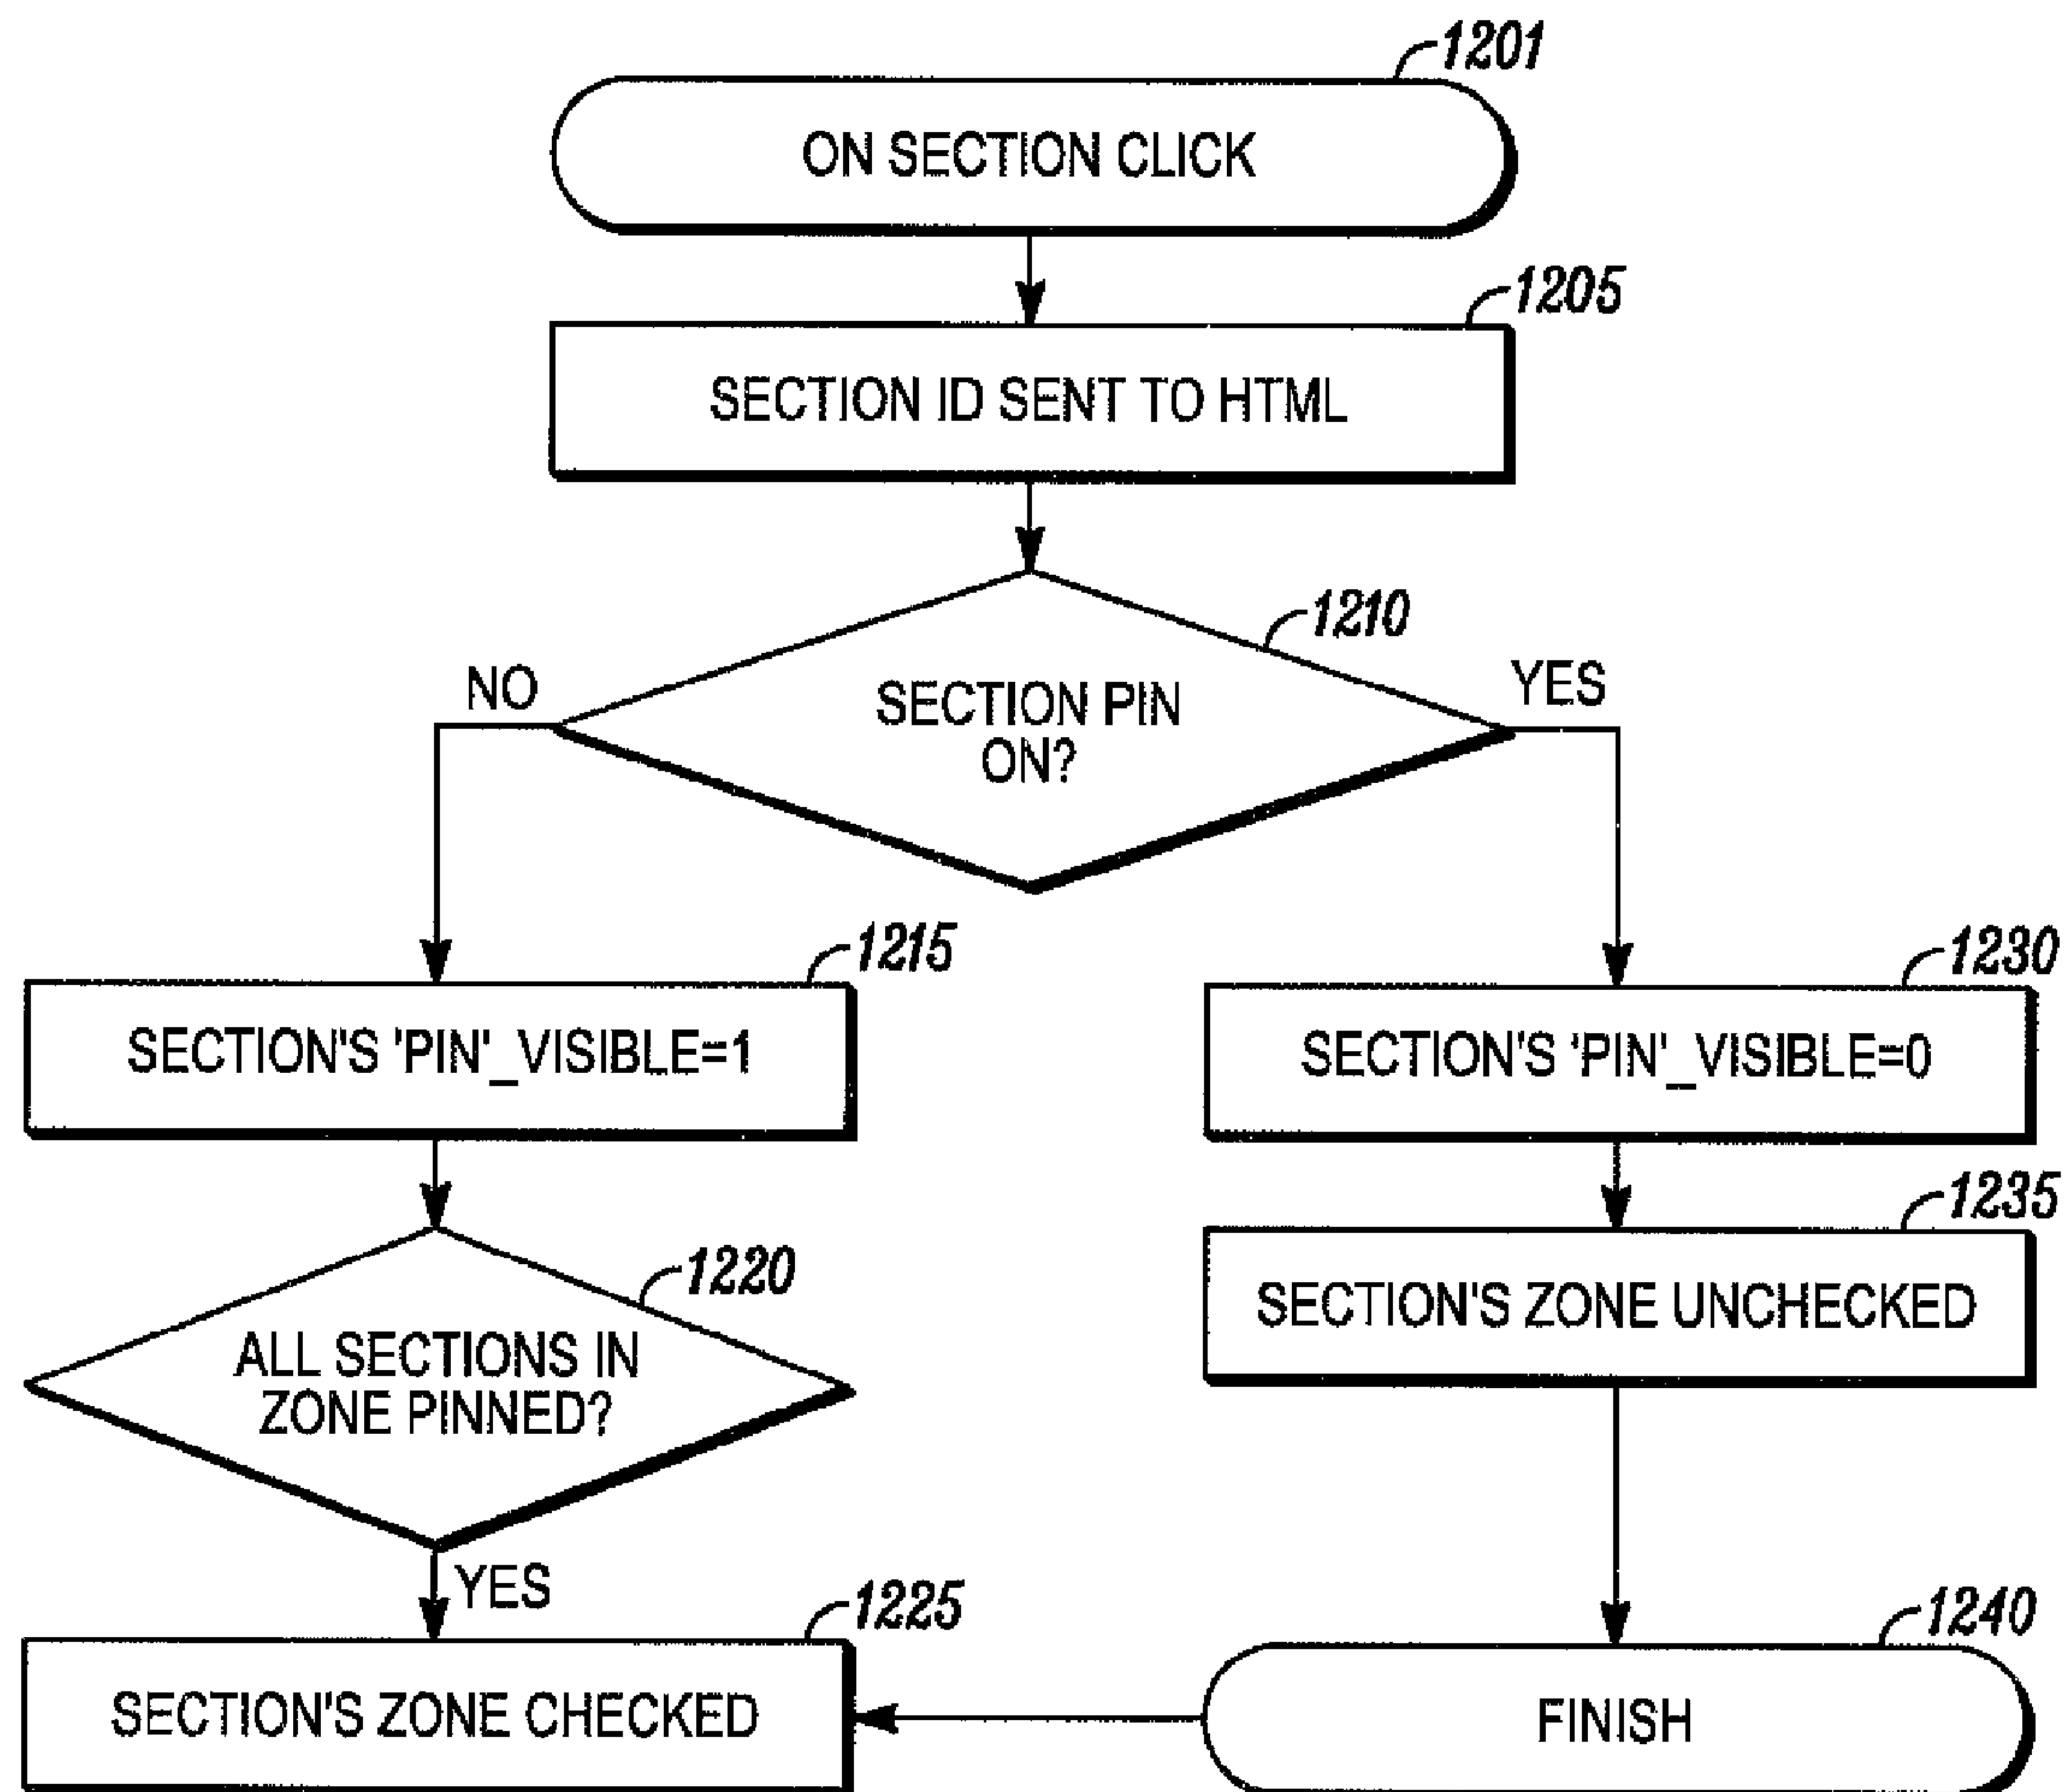 1201
ON SECTION CLICK
1205
SECTION ID SENT TO HTML
1210
NO
SECTION PIN
ON?
YES
1215
SECTION'S 'PIN'_VISIBLE=1
1230
SECTION'S 'PIN'_VISIBLE=0
1220
ALL SECTIONS IN
ZONE PINNED?
1235
SECTION'S ZONE UNCHECKED
YES
1225
SECTION'S ZONE CHECKED
1240
FINISH